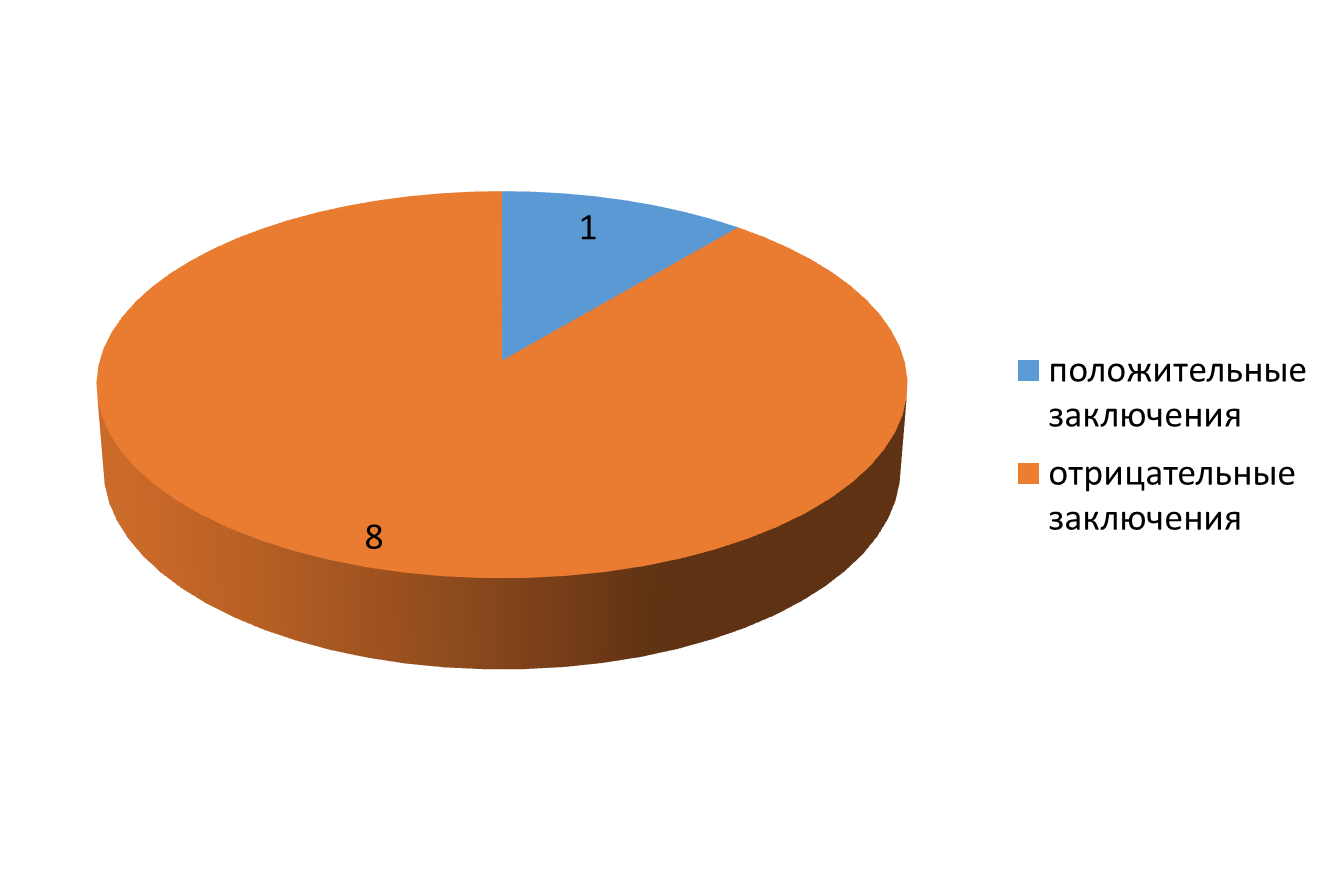 1
положительные
заключения
отрицательные
заключения
8